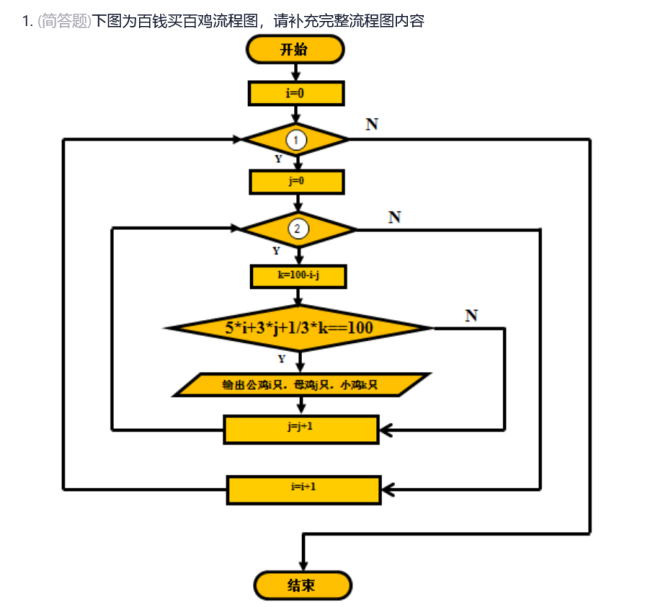 1. (简答题)下图为百钱买百鸡流程图，请补充完整流程图内容
开始
i=0
1
N
Y
j=0
2
N
Y
k=100-i-j
5*i+3*j+1/3*k==100
N
Y
输出公鸡i只．母鸡j只．小鸡k只
j=j+1
i=i+1
结束